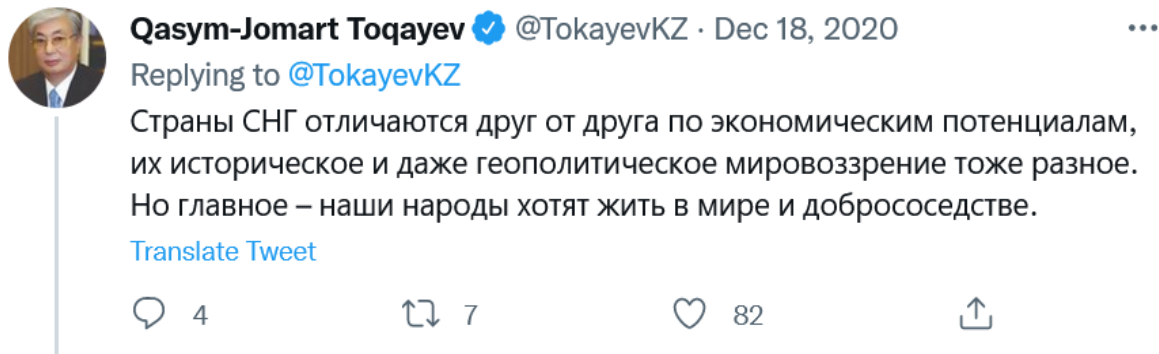 Qasym-Jomart Toqayev @TokayevKZ · Dec 18, 2020
Replying to @TokayevKZ
Страны СНГ отличаются друг от друга по экономическим потенциалам,
их историческое и даже геополитическое мировоззрение тоже разное.
Но главное – наши народы хотят жить в мире и добрососедстве.
Translate Tweet
4 7 82